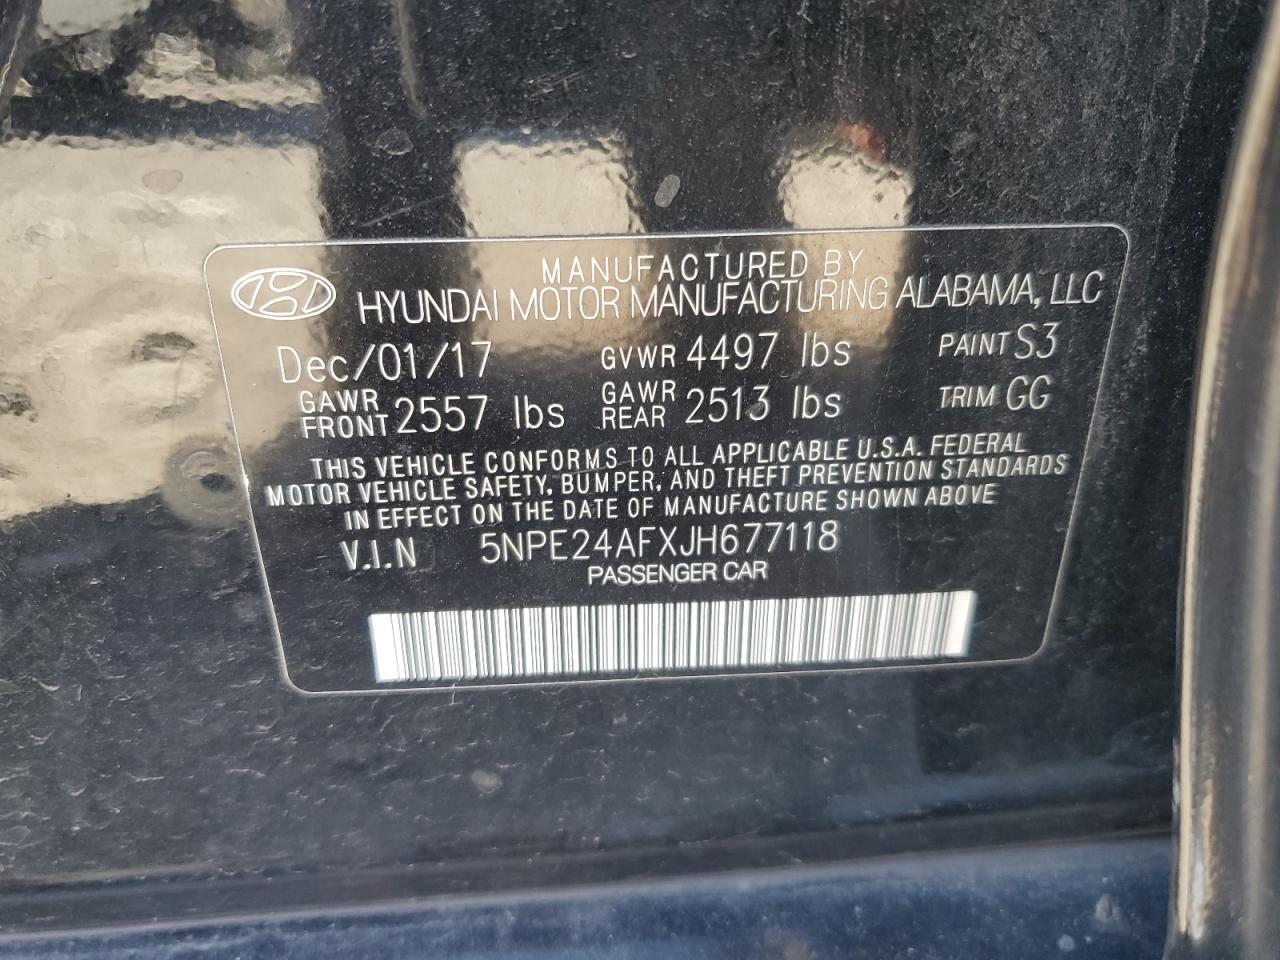 MANUFACTURED BY
HYUNDAI MOTOR MANUFACTURING ALABAMA, LLC
Dec/01/17 GVWR 4497 lbs PAINT S3
GAWR FRONT 2557 lbs GAWR REAR 2513 lbs TRIM GG
THIS VEHICLE CONFORMS TO ALL APPLICABLE U.S.A. FEDERAL
MOTOR VEHICLE SAFETY, BUMPER, AND THEFT PREVENTION STANDARDS
IN EFFECT ON THE DATE OF MANUFACTURE SHOWN ABOVE
V.I.N 5NPE24AFXJH677118
PASSENGER CAR